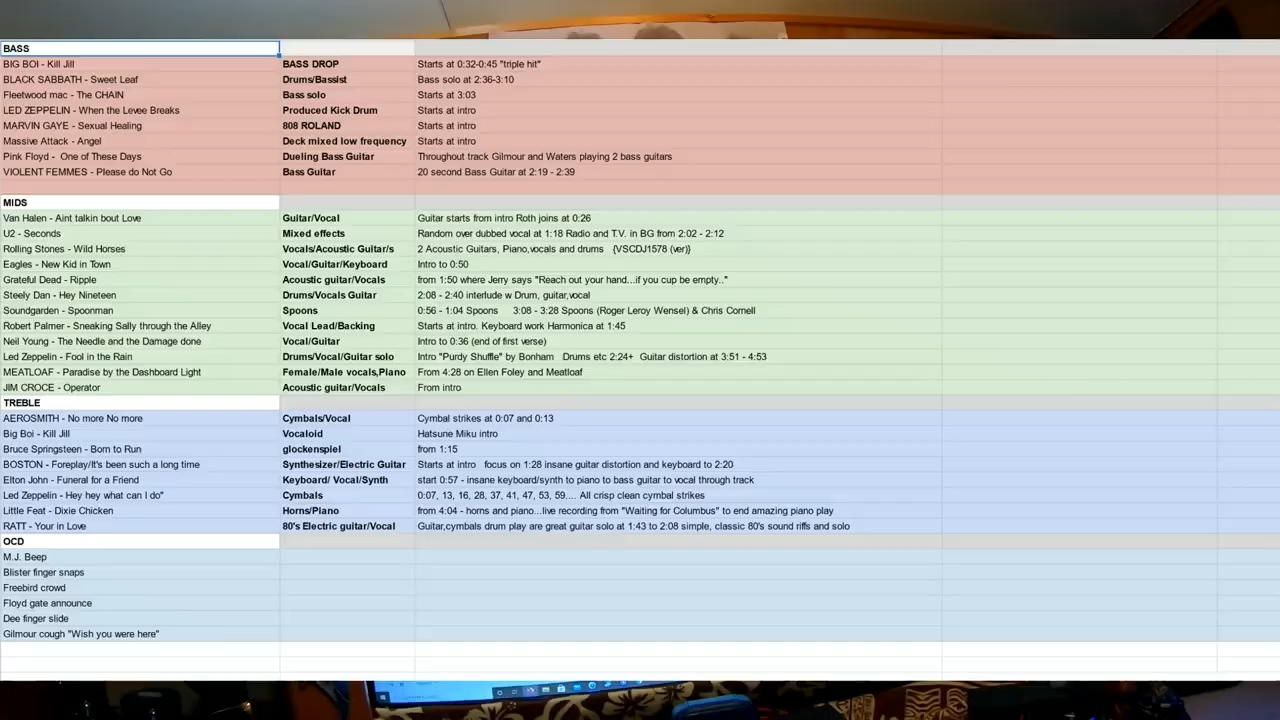 BASS
BIG BOI - Kill Jill BASS DROP Starts at 0:32-0:45 "triple hit"
BLACK SABBATH - Sweet Leaf Drums/Bassist Bass solo at 2:36-3:10
Fleetwood mac - The CHAIN Bass solo Starts at 3:03
LED ZEPPELIN - When the Levee Breaks Produced Kick Drum Starts at intro
MARVIN GAYE - Sexual Healing 808 ROLAND Starts at intro
Massive Attack - Angel Deck mixed low frequency Starts at intro
Pink Floyd - One of These Days Dueling Bass Guitar Throughout track Gilmour and Waters playing 2 bass guitars
VIOLENT FEMMES - Please do Not Go Bass Guitar 20 second Bass Guitar at 2:19 - 2:39
MIDS
Van Halen - Aint talkin bout Love Guitar/Vocal Guitar starts from intro Roth joins at 0:26
U2 - Seconds Mixed effects Random over dubbed vocal at 1:18 Radio and T.V. in BG from 2:02 - 2:12
Rolling Stones - Wild Horses Vocals/Acoustic Guitar/s 2 Acoustic Guitars, Piano,vocals and drums {VSCDJ1578 (ver)}
Eagles - New Kid in Town Vocal/Guitar/Keyboard Intro to 0:50
Grateful Dead - Ripple Acoustic guitar/Vocals from 1:50 where Jerry says "Reach out your hand...if you cup be empty.."
Steely Dan - Hey Nineteen Drums/Vocals Guitar 2:08 - 2:40 interlude w Drum, guitar,vocal
Soundgarden - Spoonman Spoons 0:56 - 1:04 Spoons 3:08 - 3:28 Spoons (Roger Leroy Wensel) & Chris Cornell
Robert Palmer - Sneaking Sally through the Alley Vocal Lead/Backing Starts at intro. Keyboard work Harmonica at 1:45
Neil Young - The Needle and the Damage done Vocal/Guitar Intro to 0:36 (end of first verse)
Led Zeppelin - Fool in the Rain Drums/Vocal/Guitar solo Intro "Purdy Shuffle" by Bonham Drums etc 2:24+ Guitar distortion at 3:51 - 4:53
MEATLOAF - Paradise by the Dashboard Light Female/Male vocals,Piano From 4:28 on Ellen Foley and Meatloaf
JIM CROCE - Operator Acoustic guitar/Vocals From intro
TREBLE
AEROSMITH - No more No more Cymbals/Vocal Cymbal strikes at 0:07 and 0:13
Big Boi - Kill Jill Vocaloid Hatsune Miku intro
Bruce Springsteen - Born to Run glockenspiel from 1:15
BOSTON - Foreplay/It's been such a long time Synthesizer/Electric Guitar Starts at intro focus on 1:28 insane guitar distortion and keyboard to 2:20
Elton John - Funeral for a Friend Keyboard/ Vocal/Synth start 0:57 - insane keyboard/synth to piano to bass guitar to vocal through track
Led Zeppelin - Hey hey what can I do" Cymbals 0:07, 13, 16, 28, 37, 41, 47, 53, 59.... All crisp clean cymbal strikes
Little Feat - Dixie Chicken Horns/Piano from 4:04 - horns and piano...live recording from "Waiting for Columbus" to end amazing piano play
RATT - Your in Love 80's Electric guitar/Vocal Guitar,cymbals drum play are great guitar solo at 1:43 to 2:08 simple, classic 80's sound riffs and solo
OCD
M.J. Beep
Blister finger snaps
Freebird crowd
Floyd gate announce
Dee finger slide
Gilmour cough "Wish you were here"